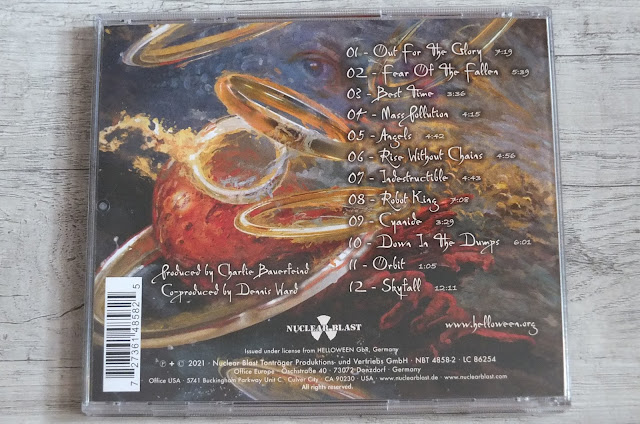 01 - Out For The Glory 7:19
02 - Fear Of The Fallen 5:39
03 - Best Time 3:36
04 - Mass Pollution 4:15
05 - Angels 4:42
06 - Rise Without Chains 4:56
07 - Indestructible 4:43
08 - Robot King 7:08
09 - Cyanide 3:29
10 - Down In The Dumps 6:01
11 - Orbit 1:05
12 - Skyfall 12:11
Produced by Charlie Bauerfeind
Co-produced by Dennis Ward
NUCLEAR BLAST
www.helloween.org
Issued under license from HELLOWEEN GbR, Germany
℗ + © 2021 · Nuclear Blast Tonträger Produktions- und Vertriebs GmbH · NBT 4858-2 · LC 86254
Office Europe · Öschstraße 40 · 73072 Donzdorf · Germany
Office USA · 5741 Buckingham Parkway Unit C · Culver City · CA 90230 · USA · www.nuclearblast.de · www.nuclearblast.com
All rights reserved.
7 27361 48582 5